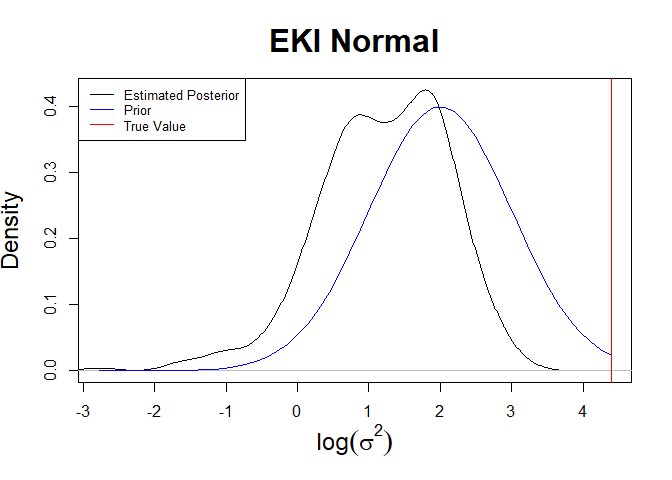 EKI Normal
Estimated Posterior
Prior
True Value
Density
0.0
0.1
0.2
0.3
0.4
-3
-2
-1
0
1
2
3
4
log(σ²)